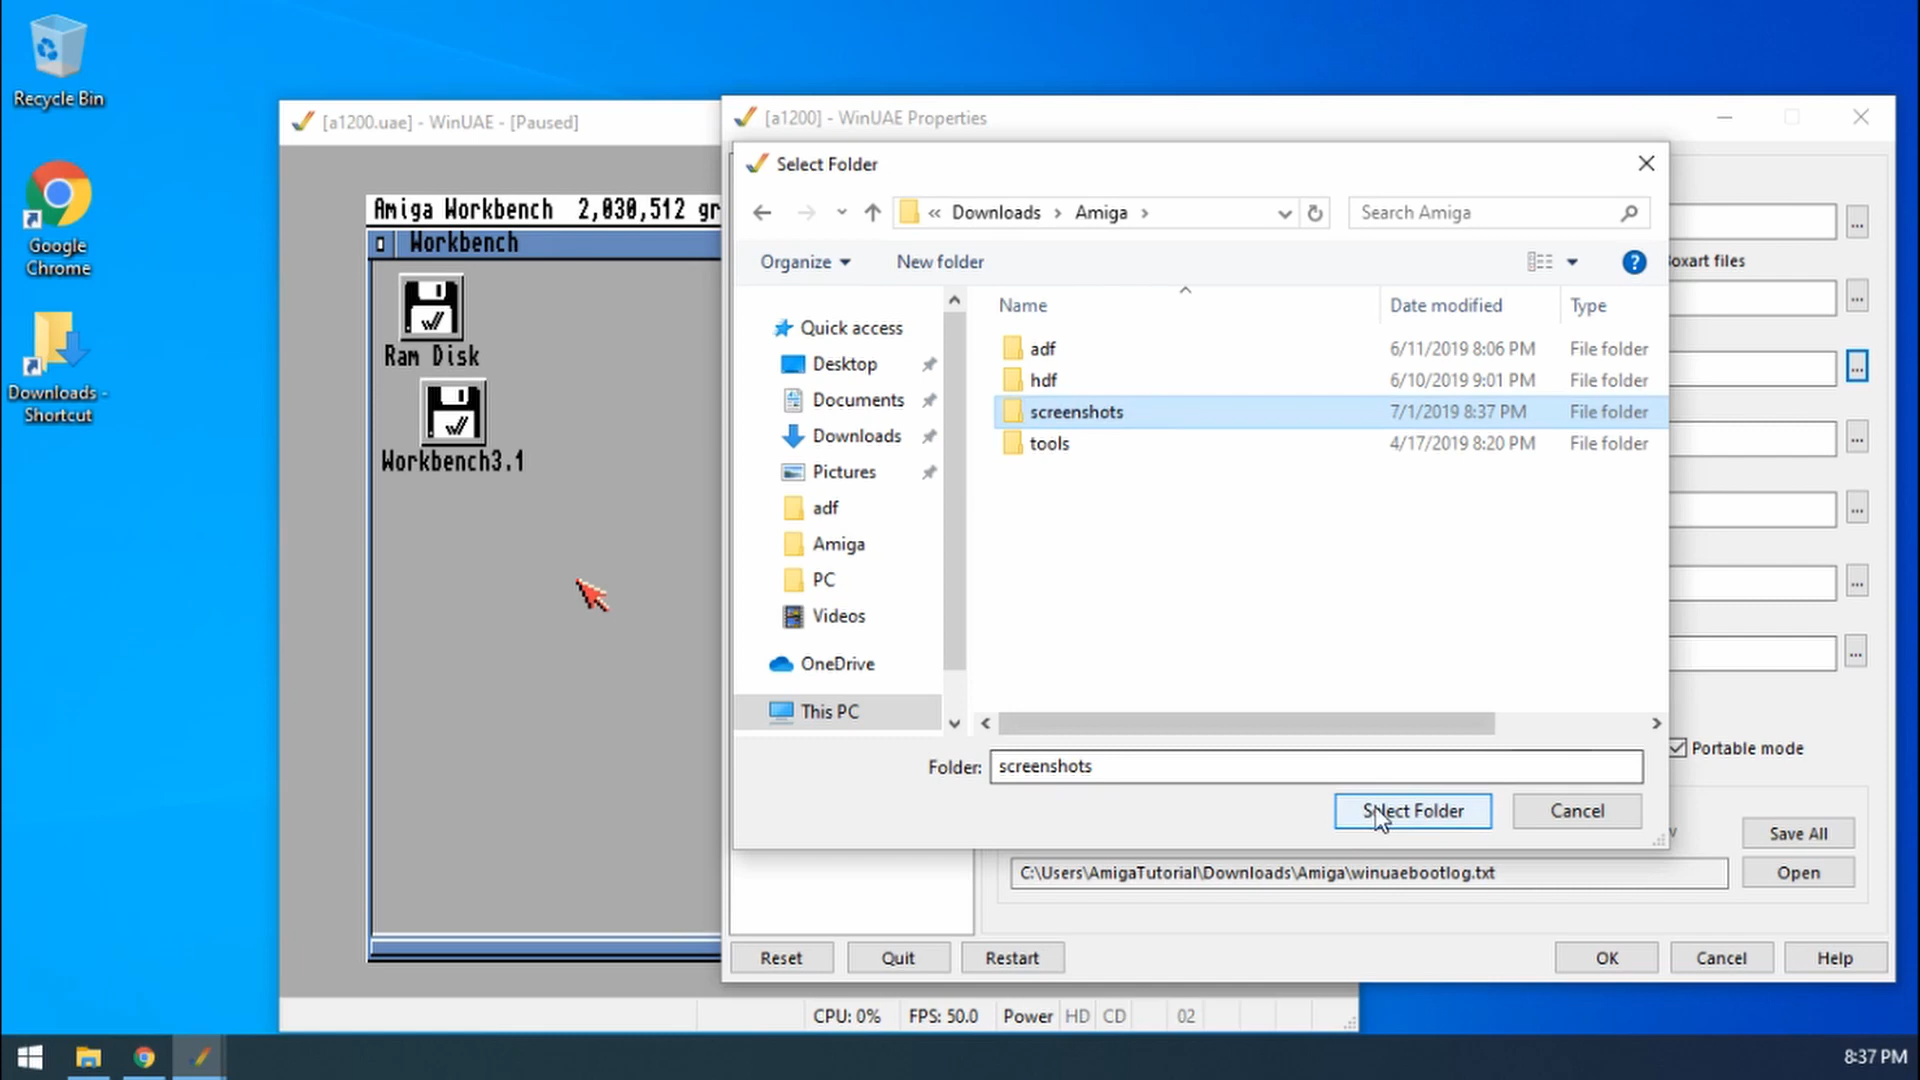 Recycle Bin
Google
Chrome
Downloads -
Shortcut
[a1200.uae] - WinUAE - [Paused]
Amiga Workbench 2,030,512 gr
Workbench
Ram Disk
Workbench3.1
CPU: 0%
FPS: 50.0
Power
HD
CD
02
[a1200] - WinUAE Properties
Select Folder
« Downloads > Amiga >
Search Amiga
Organize
New folder
?
Quick access
Desktop
Documents
Downloads
Pictures
adf
Amiga
PC
Videos
OneDrive
This PC
Name Date modified Type
adf 6/11/2019 8:06 PM File folder
hdf 6/10/2019 9:01 PM File folder
screenshots 7/1/2019 8:37 PM File folder
tools 4/17/2019 8:20 PM File folder
Folder: screenshots
Select Folder
Cancel
files
...
...
...
...
...
...
...
Portable mode
Save All
C:\Users\AmigaTutorial\Downloads\Amiga\winuaebootlog.txt
Open
Reset
Quit
Restart
OK
Cancel
Help
8:37 PM